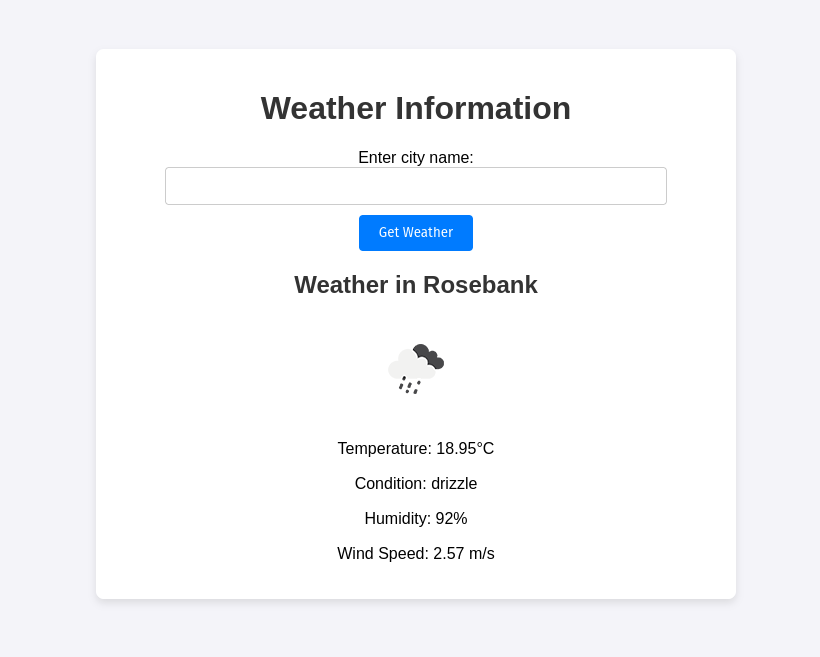 Weather Information
Enter city name:
Get Weather
Weather in Rosebank
Temperature: 18.95°C
Condition: drizzle
Humidity: 92%
Wind Speed: 2.57 m/s